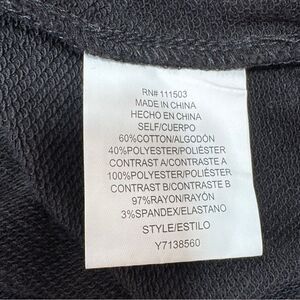 RN# 111503
MADE IN CHINA
HECHO EN CHINA
SELF/CUERPO
60%COTTON/ALGODÓN
40%POLYESTER/POLIÉSTER
CONTRAST A/CONTRASTE A
100%POLYESTER/POLIÉSTER
CONTRAST B/CONTRASTE B
97%RAYON/RAYÓN
3%SPANDEX/ELASTANO
STYLE/ESTILO
Y7138560